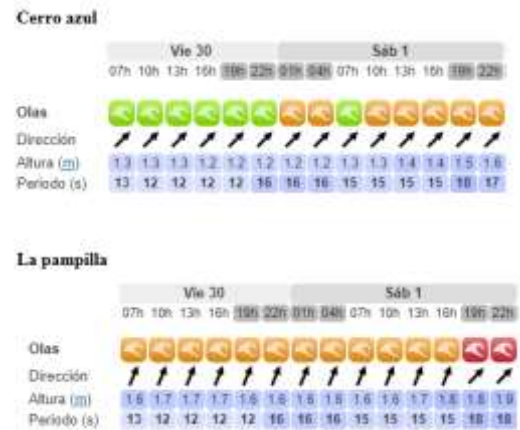 Cerro azul
Vie 30 Sáb 1
07h 10h 13h 16h 19h 22h 01h 04h 07h 10h 13h 16h 19h 22h
Olas
Dirección
Altura (m) 1.3 1.3 1.3 1.2 1.2 1.2 1.2 1.2 1.3 1.3 1.4 1.4 1.5 1.6
Periodo (s) 13 12 12 12 12 16 16 16 15 15 15 15 18 17
La pampilla
Vie 30 Sáb 1
07h 10h 13h 16h 19h 22h 01h 04h 07h 10h 13h 16h 19h 22h
Olas
Dirección
Altura (m) 1.6 1.7 1.7 1.7 1.6 1.6 1.6 1.6 1.6 1.6 1.7 1.8 1.8 1.9
Periodo (s) 13 12 12 12 12 16 16 16 15 15 15 15 18 18